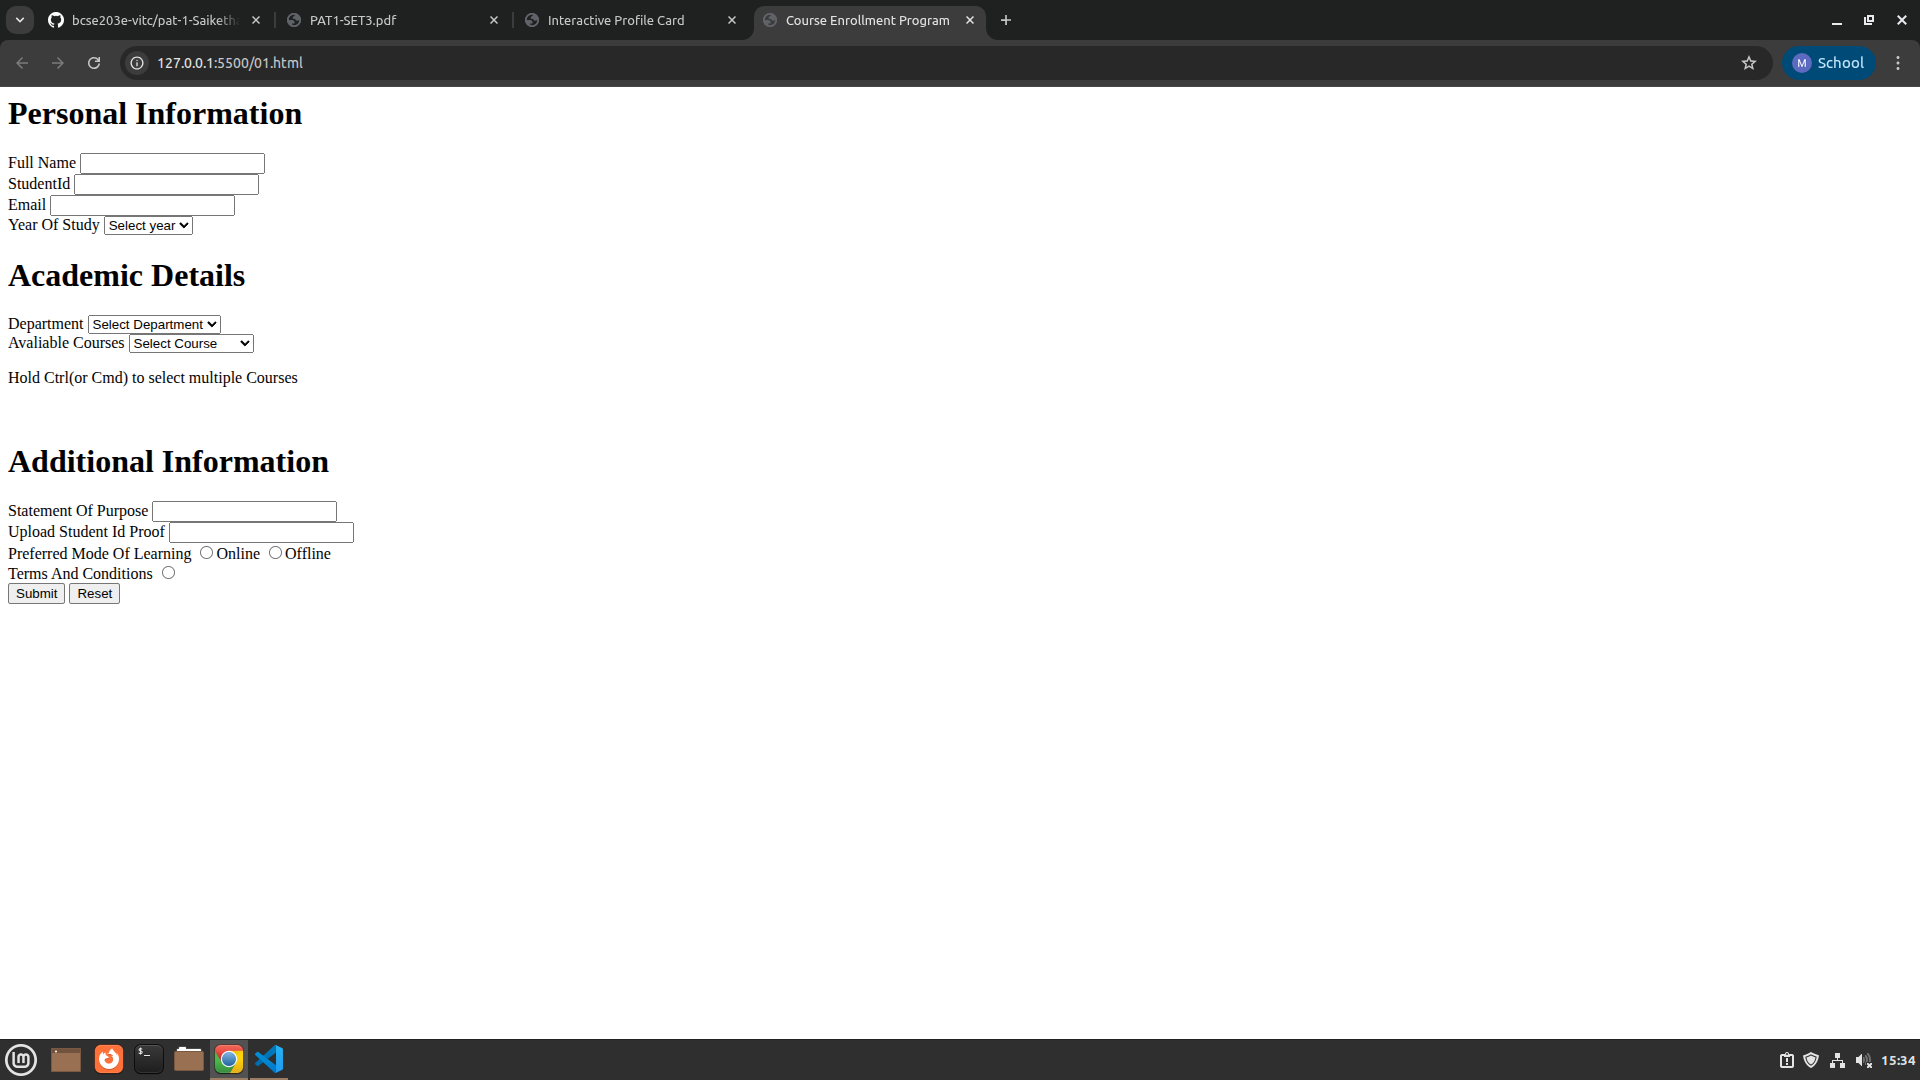 bcse203e-vitc/pat-1-Saiketh
PAT1-SET3.pdf
Interactive Profile Card
Course Enrollment Program
127.0.0.1:5500/01.html
M School
Personal Information
Full Name
StudentId
Email
Year Of Study Select year
Academic Details
Department Select Department
Avaliable Courses Select Course
Hold Ctrl(or Cmd) to select multiple Courses
Additional Information
Statement Of Purpose
Upload Student Id Proof
Preferred Mode Of Learning Online Offline
Terms And Conditions
Submit Reset
$_
15:34